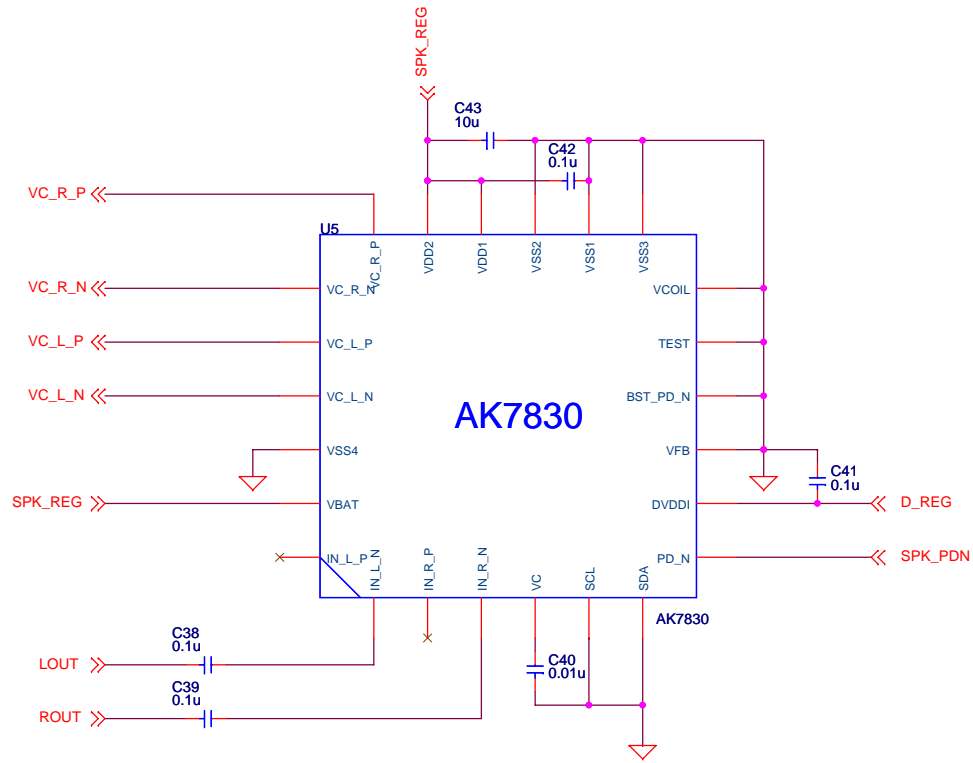 SPK_REG
C43
10u
C42
0.1u
VC_R_P
U5
VC_R_P
VDD2
VDD1
VSS2
VSS1
VSS3
VC_R_N
VC_R_N
VCOIL
VC_L_P
VC_L_P
TEST
VC_L_N
VC_L_N
BST_PD_N
AK7830
VSS4
VFB
C41
0.1u
SPK_REG
VBAT
DVDDI
D_REG
IN_L_P
IN_L_N
IN_R_P
IN_R_N
VC
SCL
SDA
PD_N
SPK_PDN
AK7830
C38
0.1u
LOUT
C40
0.01u
C39
0.1u
ROUT